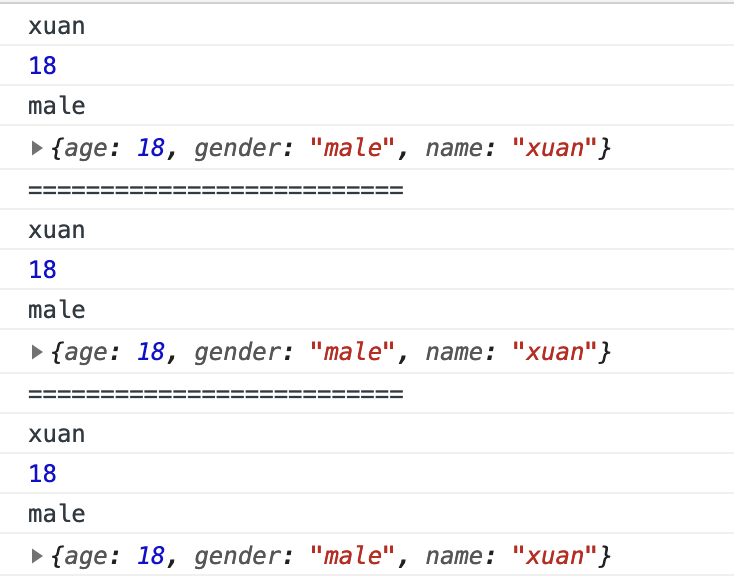 xuan
18
male
{age: 18, gender: "male", name: "xuan"}
==========================
xuan
18
male
{age: 18, gender: "male", name: "xuan"}
==========================
xuan
18
male
{age: 18, gender: "male", name: "xuan"}